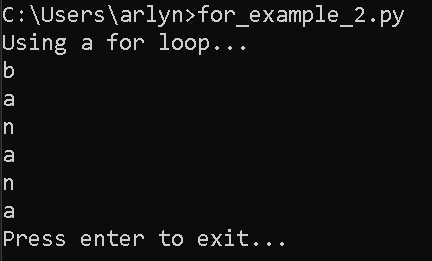 C:\Users\arlyn>for_example_2.py
Using a for loop...
b
a
n
a
n
a
Press enter to exit...